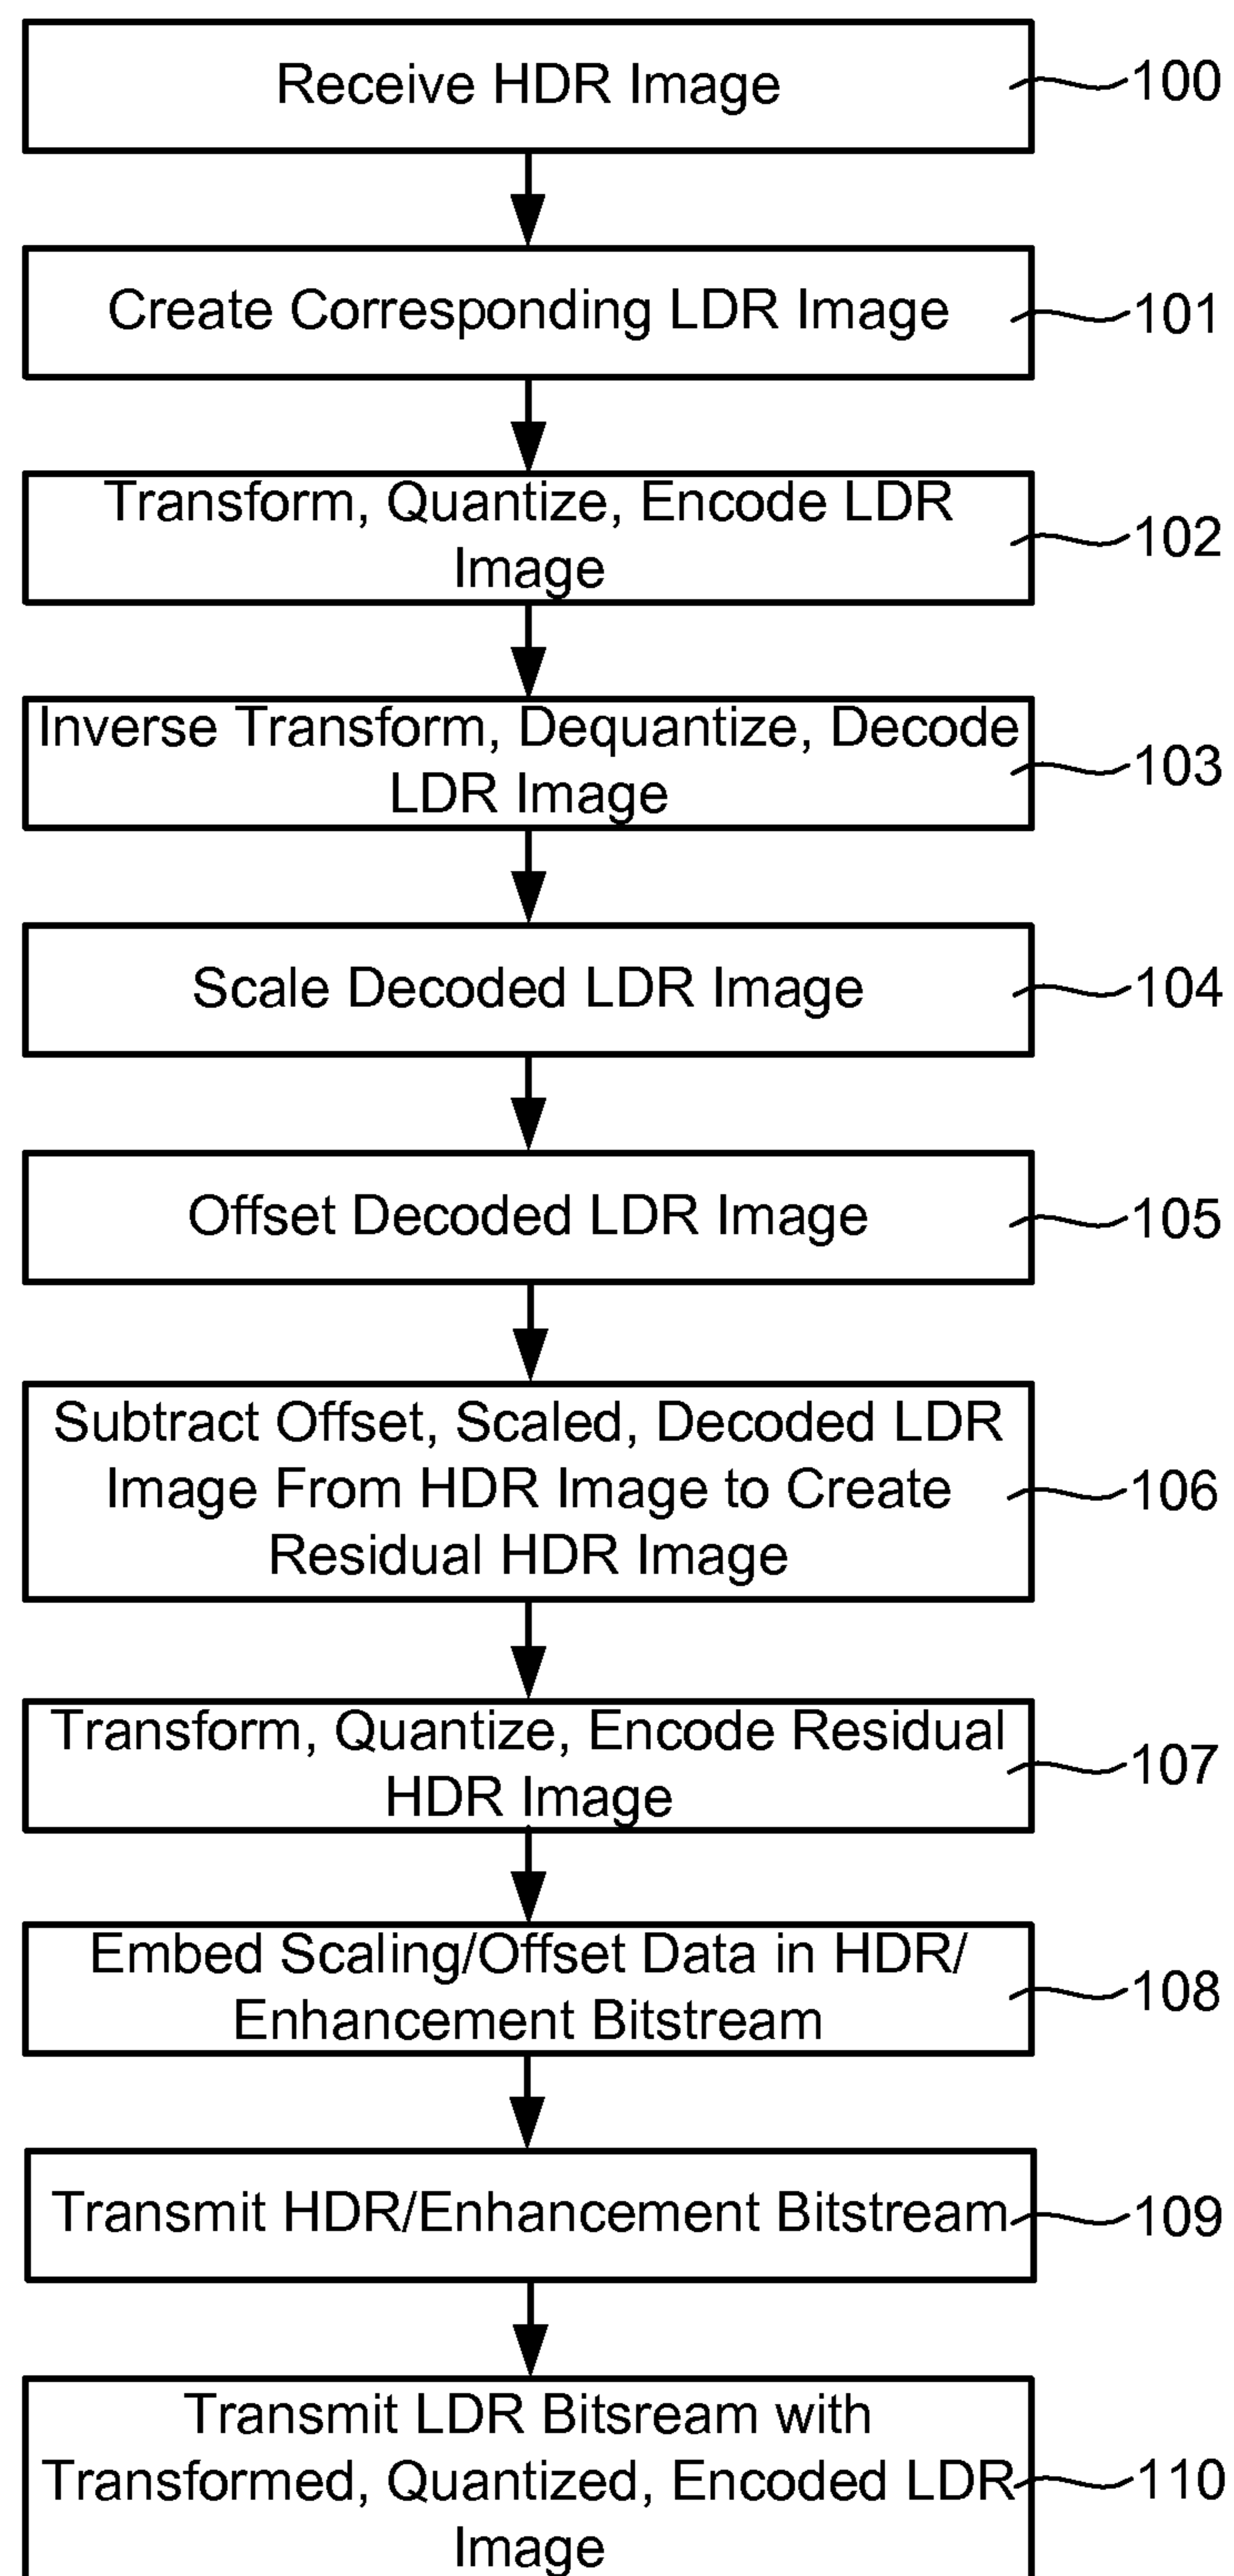 Receive HDR Image
100
Create Corresponding LDR Image
101
Transform, Quantize, Encode LDR
Image
102
Inverse Transform, Dequantize, Decode
LDR Image
103
Scale Decoded LDR Image
104
Offset Decoded LDR Image
105
Subtract Offset, Scaled, Decoded LDR
Image From HDR Image to Create
Residual HDR Image
106
Transform, Quantize, Encode Residual
HDR Image
107
Embed Scaling/Offset Data in HDR/
Enhancement Bitstream
108
Transmit HDR/Enhancement Bitstream
109
Transmit LDR Bitsream with
Transformed, Quantized, Encoded LDR
Image
110